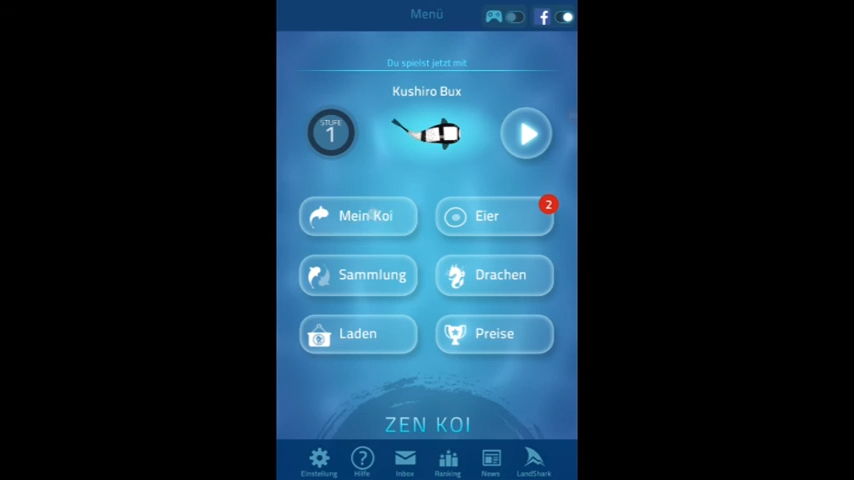 Menü
f
Du spielst jetzt mit
Kushiro Bux
STUFE
1
Mein Koi
Eier
2
Sammlung
Drachen
Laden
Preise
ZEN KOI
Einstellung
Hilfe
Inbox
Ranking
News
LandShark